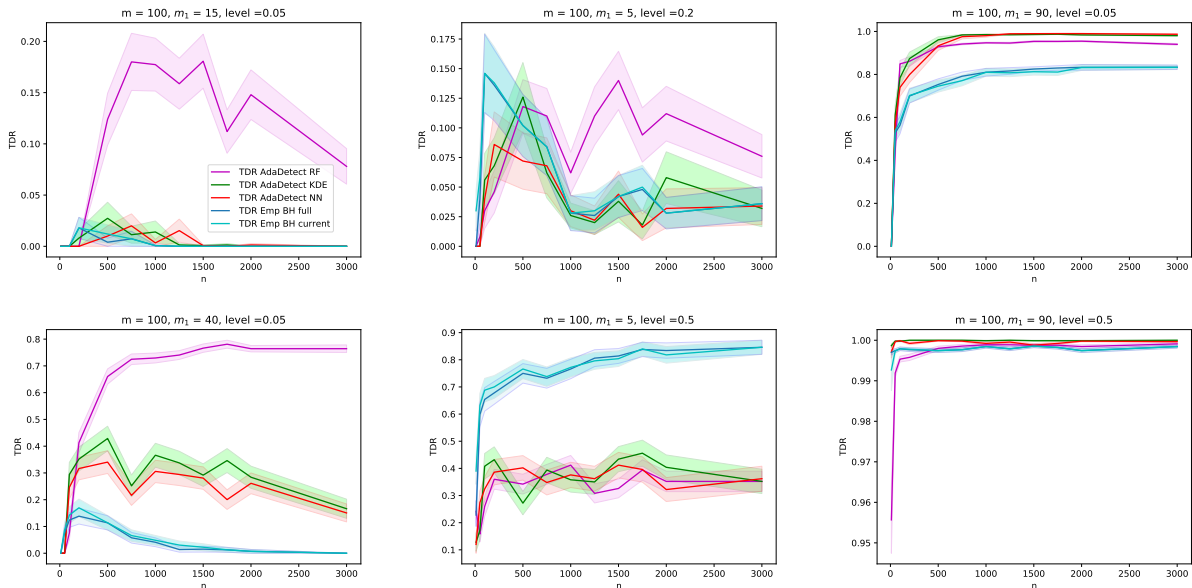 m = 100, m₁ = 15, level =0.05
TDR
0.20
0.15
0.10
0.05
0.00
TDR AdaDetect RF
TDR AdaDetect KDE
TDR AdaDetect NN
TDR Emp BH full
TDR Emp BH current
0 500 1000 1500 2000 2500 3000
n
m = 100, m₁ = 5, level =0.2
TDR
0.175
0.150
0.125
0.100
0.075
0.050
0.025
0.000
0 500 1000 1500 2000 2500 3000
n
m = 100, m₁ = 90, level =0.05
TDR
1.0
0.8
0.6
0.4
0.2
0.0
0 500 1000 1500 2000 2500 3000
n
m = 100, m₁ = 40, level =0.05
TDR
0.8
0.7
0.6
0.5
0.4
0.3
0.2
0.1
0.0
0 500 1000 1500 2000 2500 3000
n
m = 100, m₁ = 5, level =0.5
TDR
0.9
0.8
0.7
0.6
0.5
0.4
0.3
0.2
0.1
0 500 1000 1500 2000 2500 3000
n
m = 100, m₁ = 90, level =0.5
TDR
1.00
0.99
0.98
0.97
0.96
0.95
0 500 1000 1500 2000 2500 3000
n